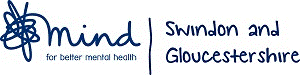 mind
for better mental health
Swindon and
Gloucestershire